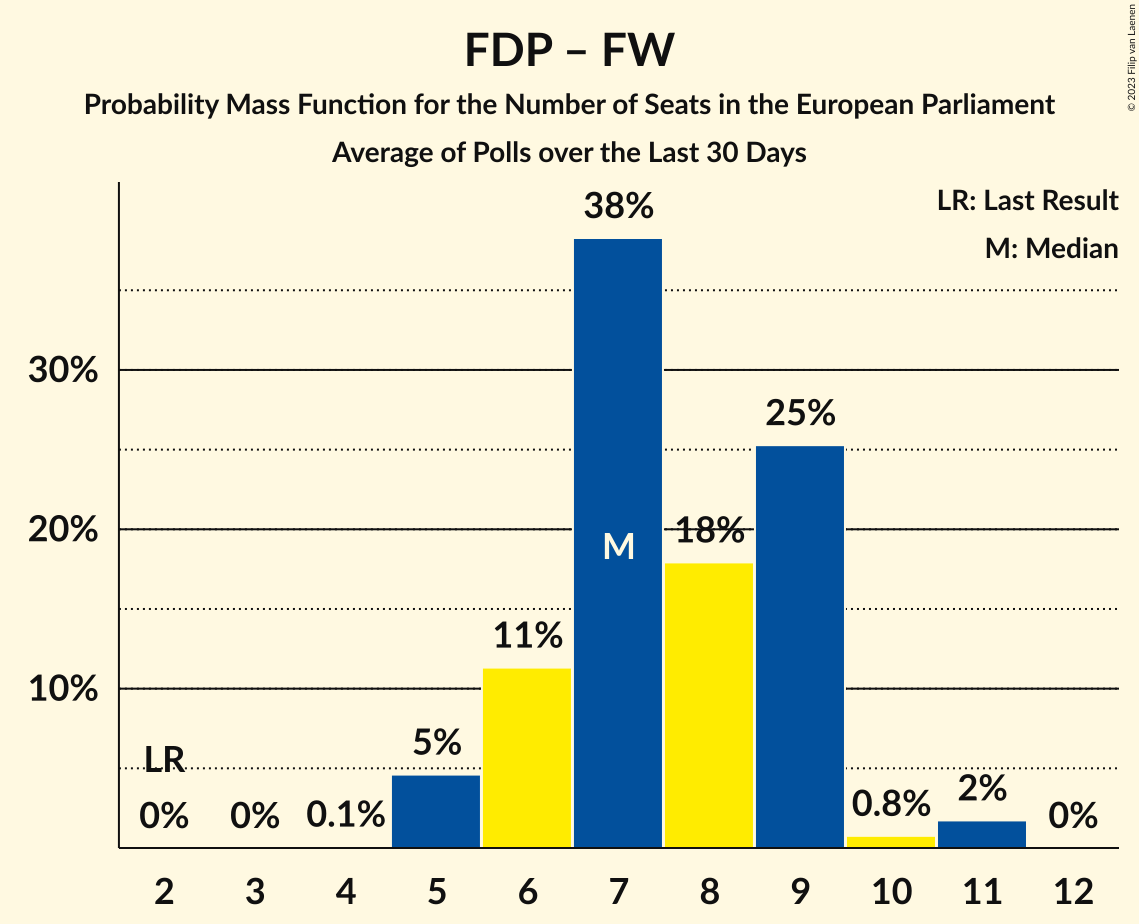 FDP – FW
Probability Mass Function for the Number of Seats in the European Parliament
Average of Polls over the Last 30 Days
© 2023 Filip van Laenen
LR: Last Result
M: Median
38%
30%
25%
20%
18%
M
11%
10%
5%
LR
0%
0%
0.1%
0.8%
2%
0%
2 3 4 5 6 7 8 9 10 11 12